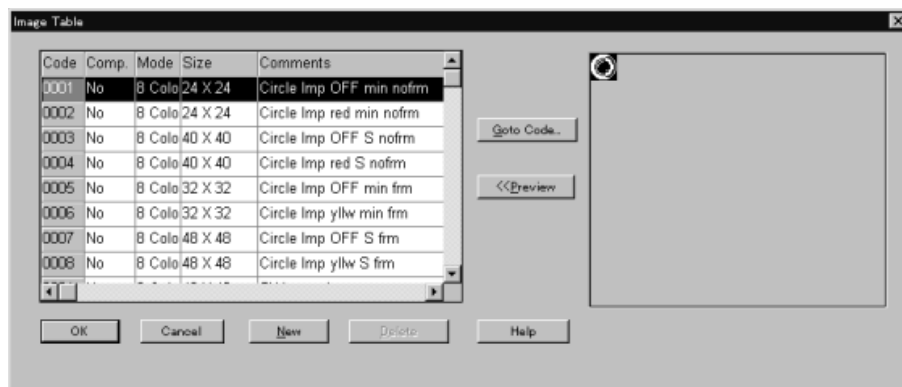 Image Table
Code Comp. Mode Size Comments
0001 No 8 Colo 24 X 24 Circle Imp OFF min nofrm
0002 No 8 Colo 24 X 24 Circle Imp red min nofrm
0003 No 8 Colo 40 X 40 Circle Imp OFF S nofrm
0004 No 8 Colo 40 X 40 Circle Imp red S nofrm
0005 No 8 Colo 32 X 32 Circle Imp OFF min frm
0006 No 8 Colo 32 X 32 Circle Imp yllw min frm
0007 No 8 Colo 48 X 48 Circle Imp OFF S frm
0008 No 8 Colo 48 X 48 Circle Imp yllw S frm
Goto Code...
<<Preview
OK Cancel New Delete Help